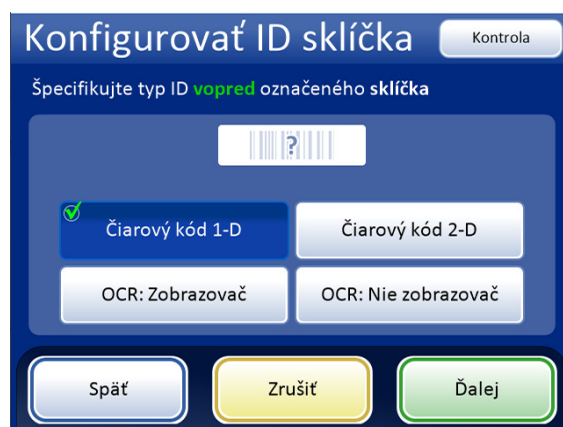 Konfigurovať ID sklíčka
Kontrola
Špecifikujte typ ID vopred označeného sklíčka
?
Čiarový kód 1-D
Čiarový kód 2-D
OCR: Zobrazovač
OCR: Nie zobrazovač
Späť
Zrušiť
Ďalej